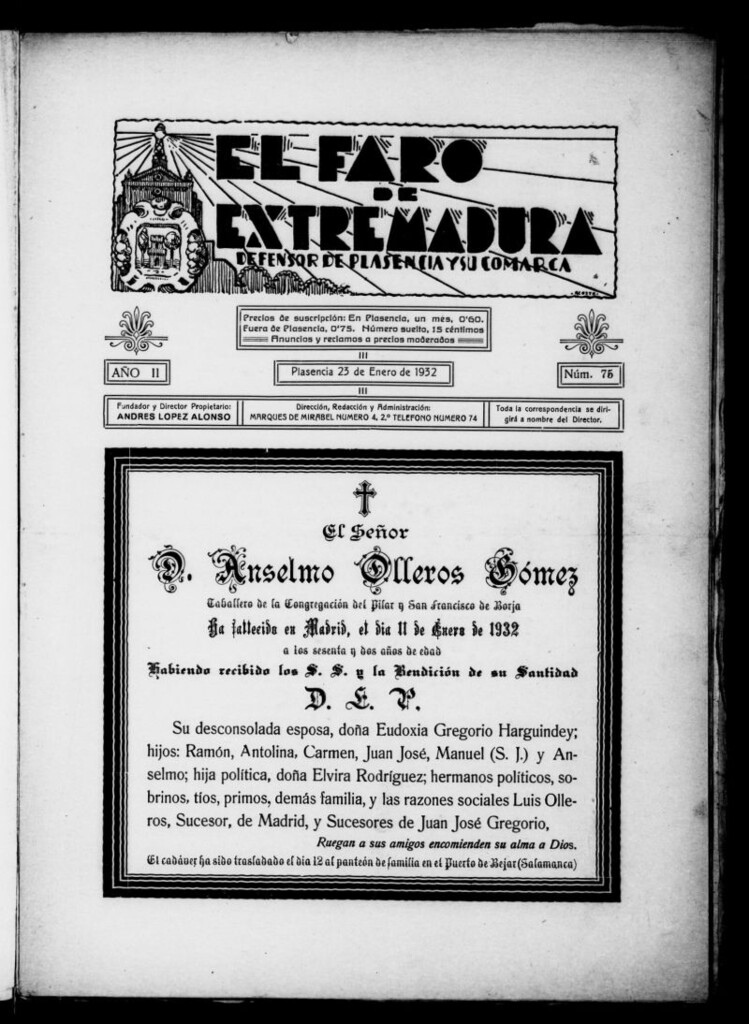 EL FARO
DE
EXTREMADURA
DEFENSOR DE PLASENCIA Y SU COMARCA
Precios de suscripción: En Plasencia, un mes, 0'60.
Fuera de Plasencia, 0'75. Número suelto, 15 céntimos
Anuncios y reclamos a precios moderados
AÑO II
Plasencia 23 de Enero de 1932
Núm. 75
Fundador y Director Propietario:
ANDRES LOPEZ ALONSO
Dirección, Redacción y Administración:
MARQUES DE MIRABEL NUMERO 4, 2.º TELEFONO NUMERO 74
Toda la correspondencia se diri-
girá a nombre del Director.
El Señor
D. Anselmo Olleros Gómez
Caballero de la Congregación del Pilar y San Francisco de Borja
Ha fallecido en Madrid, el día 11 de Enero de 1932
a los sesenta y dos años de edad
Habiendo recibido los S. S. y la Bendición de su Santidad
D. E. P.
Su desconsolada esposa, doña Eudoxia Gregorio Harguindey;
hijos: Ramón, Antolina, Carmen, Juan José, Manuel (S. J.) y An-
selmo; hija política, doña Elvira Rodríguez; hermanos políticos, so-
brinos, tíos, primos, demás familia, y las razones sociales Luis Olle-
ros, Sucesor, de Madrid, y Sucesores de Juan José Gregorio,
Ruegan a sus amigos encomienden su alma a Dios.
El cadáver ha sido trasladado el día 12 al panteón de familia en el Puerto de Bejar (Salamanca)